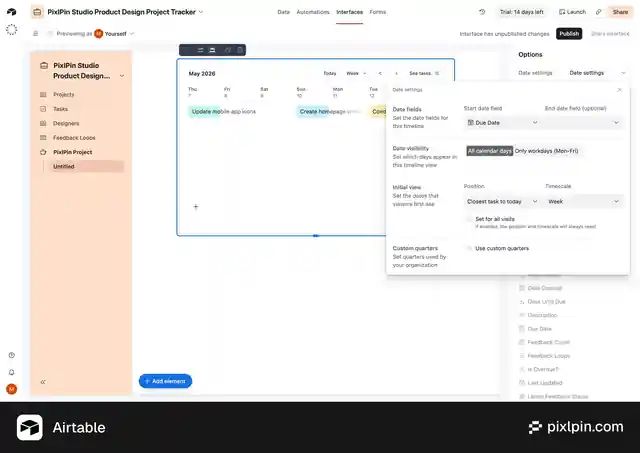 PixlPin Studio Product Design Project Tracker
Data
Automations
Interfaces
Forms
Trial: 14 days left
Launch
Share
Previewing as
M
Yourself
Interface has unpublished changes
Publish
Share interface
PixlPin Studio
Product Design...
Projects
Tasks
Designers
Feedback Loops
PixlPin Project
Untitled
May 2026
Today
Week
See tasks
Thu
7
Fri
8
Sat
9
Sun
10
Mon
11
Tue
12
Update mobile app icons
Create homepage
Options
Date settings
Date settings
Date settings
Date fields
Set the date fields for
this timeline
Start date field
Due Date
End date field (optional)
Date visibility
Set which days appear in
this timeline view
All calendar days
Only workdays (Mon-Fri)
Initial view
Set the dates that
viewers first see
Position
Closest task to today
Timescale
Week
Set for all visits
If enabled, the position and timescale will always reset
Custom quarters
Set quarters used by
your organization
Use custom quarters
Days Until Due
Description
Due Date
Feedback Count
Feedback Loops
Is Overdue?
Last Updated
Latest Feedback
+ Add element
M
Airtable
pixlpin.com